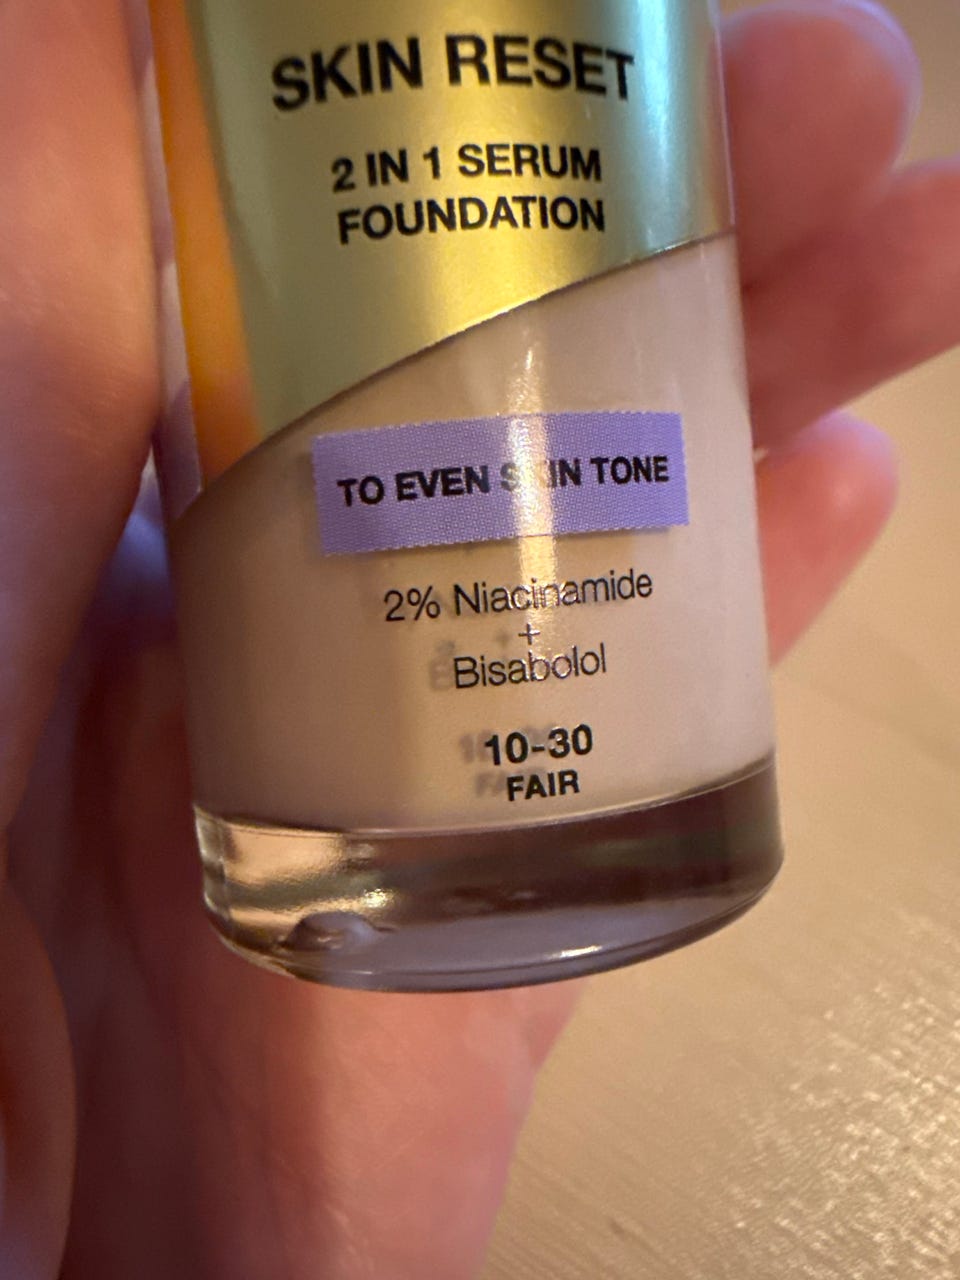 SKIN RESET
2 IN 1 SERUM
FOUNDATION
TO EVEN SKIN TONE
2% Niacinamide
+
Bisabolol
10-30
FAIR